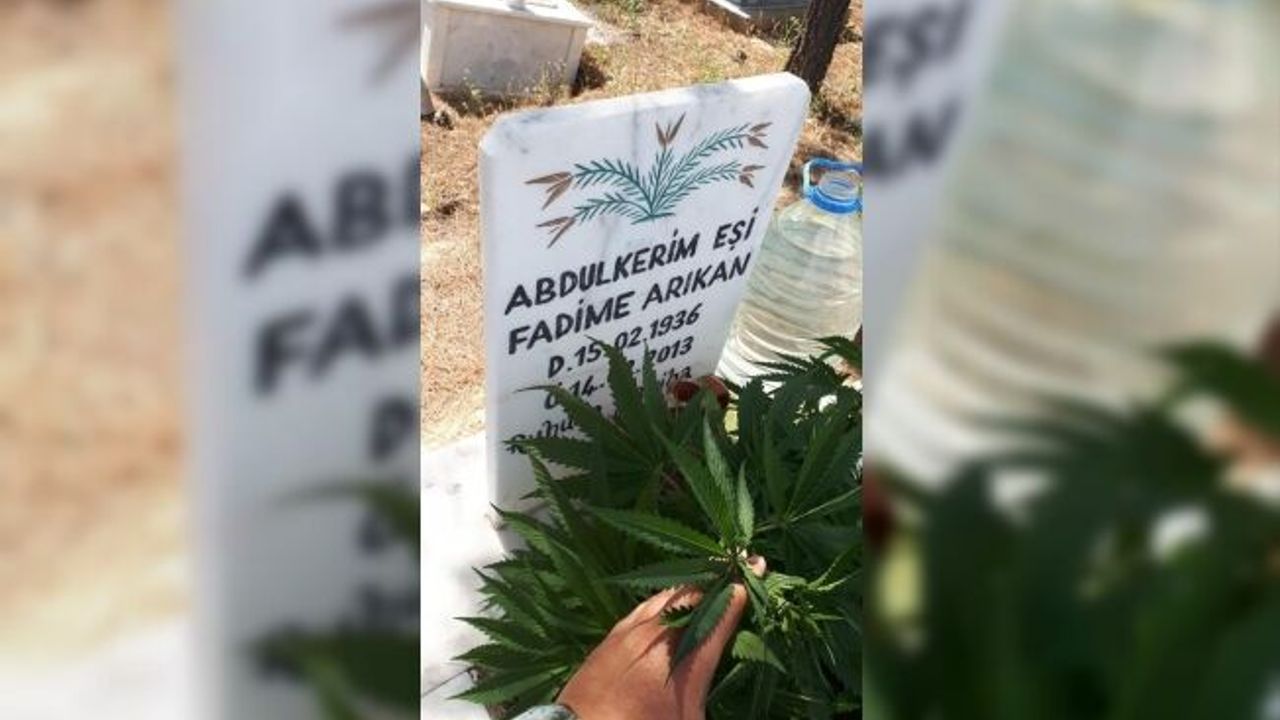 ABDULKERİM EŞİ
FADİME ARIKAN
D.15.02.1936
2013